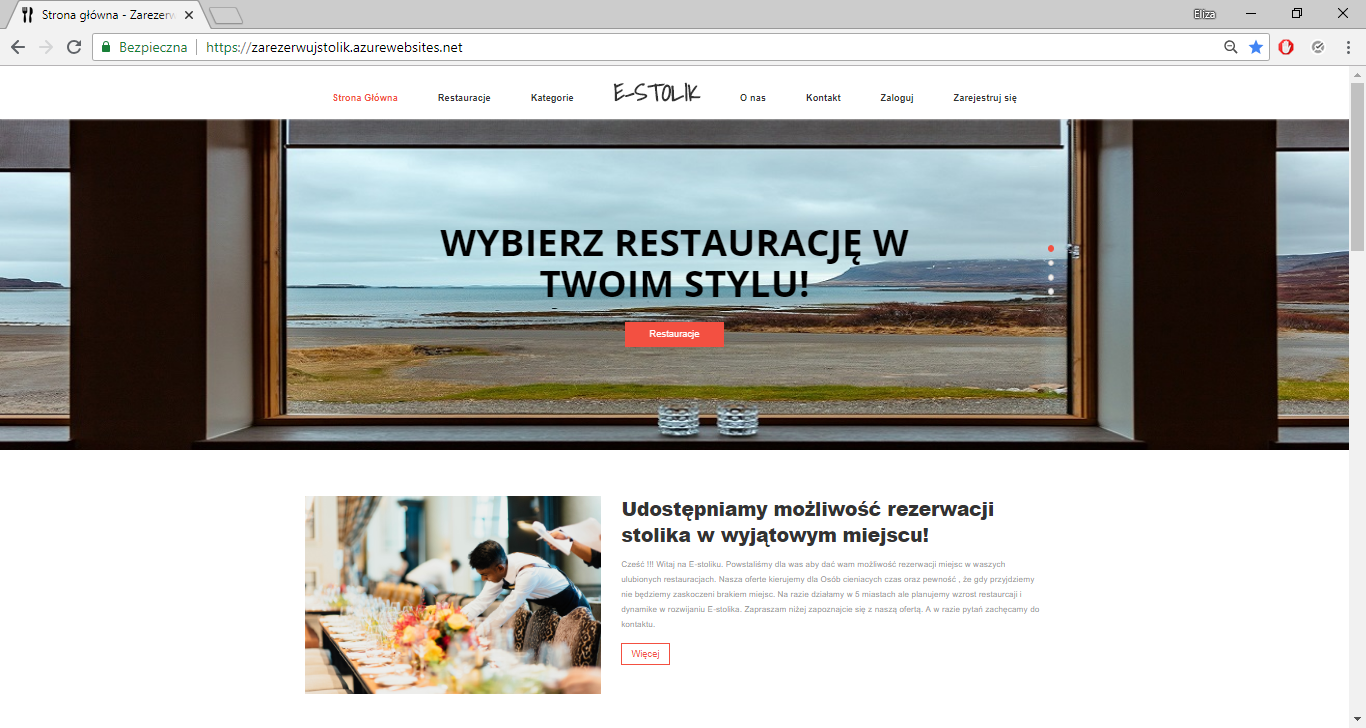 Strona główna - Zarezerw
Eliza
Bezpieczna
https://zarezerwujstolik.azurewebsites.net
Strona Główna Restauracje Kategorie E-STOLIK O nas Kontakt Zaloguj Zarejestruj się
WYBIERZ RESTAURACJĘ W
TWOIM STYLU!
Restauracje
Udostępniamy możliwość rezerwacji
stolika w wyjątowym miejscu!
Cześć !!! Witaj na E-stoliku. Powstaliśmy dla was aby dać wam możliwość rezerwacji miejsc w waszych
ulubionych restauracjach. Nasza oferte kierujemy dla Osób cieniacych czas oraz pewność , że gdy przyjdziemy
nie będziemy zaskoczeni brakiem miejsc. Na razie działamy w 5 miastach ale planujemy wzrost restaurcaji i
dynamike w rozwijaniu E-stolika. Zapraszam niżej zapoznajcie się z naszą ofertą. A w razie pytań zachęcamy do
kontaktu.
Więcej